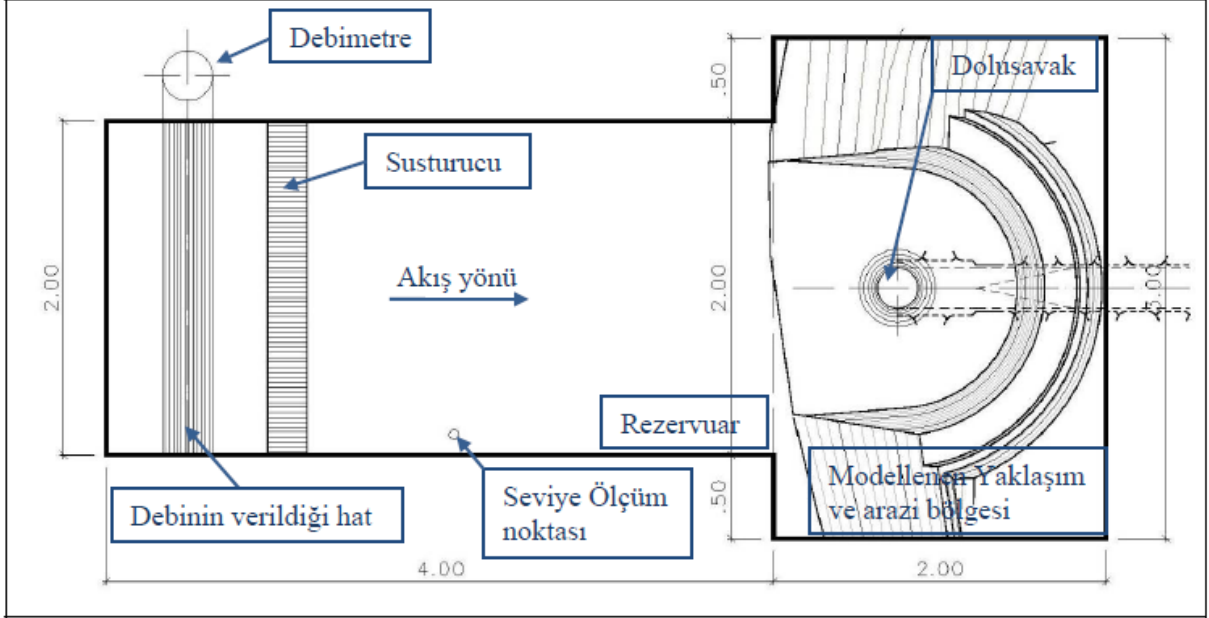 Debimetre
.50
Dolusavak
Susturucu
2.00
Akış yönü
2.00
3.00
Rezervuar
Debinin verildiği hat
Seviye Ölçüm
noktası
.50
Modellenen Yaklaşım
ve arazi bölgesi
4.00
2.00